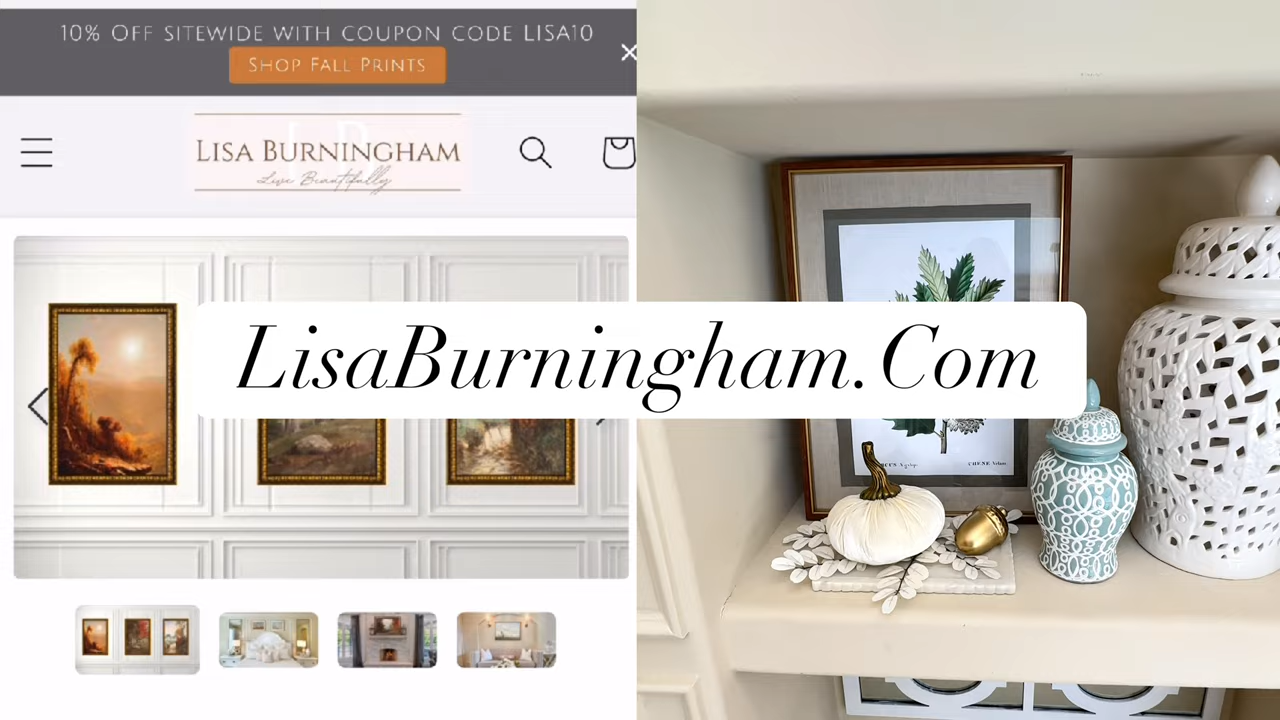 10% OFF SITEWIDE WITH COUPON CODE LISA10
SHOP FALL PRINTS
LISA BURNINGHAM
Live Beautifully
LisaBurningham.Com